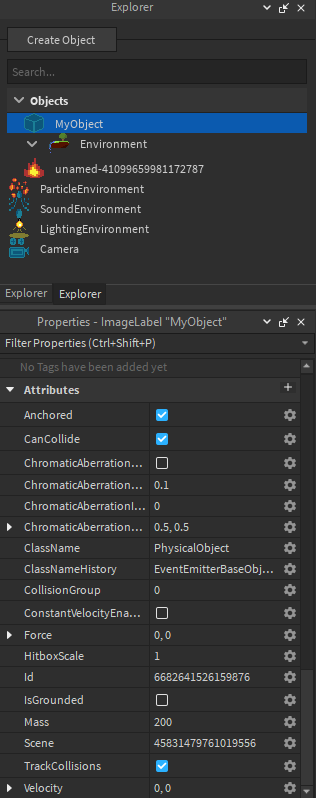 Explorer
Create Object
Search...
Objects
MyObject
Environment
unamed-41099659981172787
ParticleEnvironment
SoundEnvironment
LightingEnvironment
Camera
Explorer Explorer
Properties - ImageLabel "MyObject"
Filter Properties (Ctrl+Shift+P)
No Tags have been added yet
Attributes +
Anchored
CanCollide
ChromaticAberration...
ChromaticAberration... 0.1
ChromaticAberrationI... 0
ChromaticAberration... 0.5, 0.5
ClassName PhysicalObject
ClassNameHistory EventEmitterBaseObj...
CollisionGroup 0
ConstantVelocityEna...
Force 0, 0
HitboxScale 1
Id 6682641526159876
IsGrounded
Mass 200
Scene 45831479761019556
TrackCollisions
Velocity 0, 0